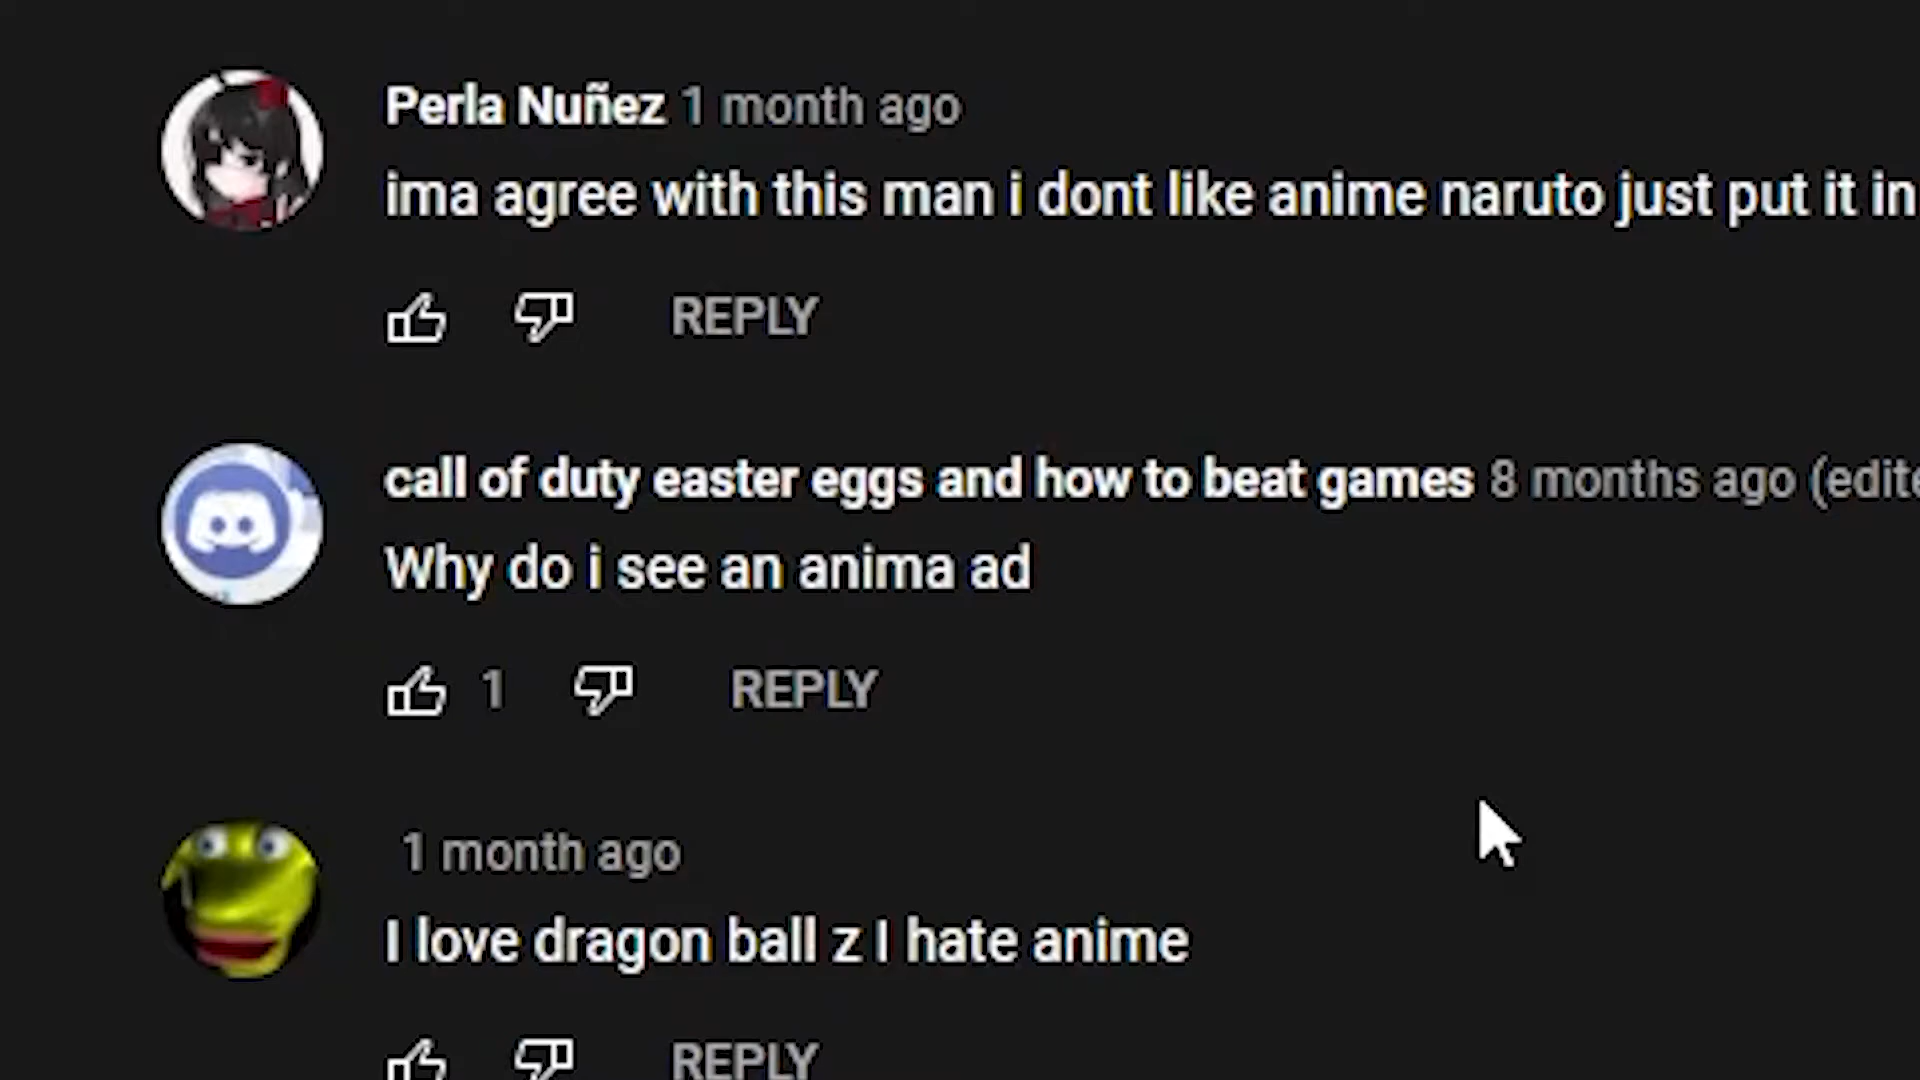 Perla Nuñez 1 month ago
ima agree with this man i dont like anime naruto just put it in
REPLY
call of duty easter eggs and how to beat games 8 months ago (edite
Why do i see an anima ad
1 REPLY
1 month ago
I love dragon ball z I hate anime
REPLY